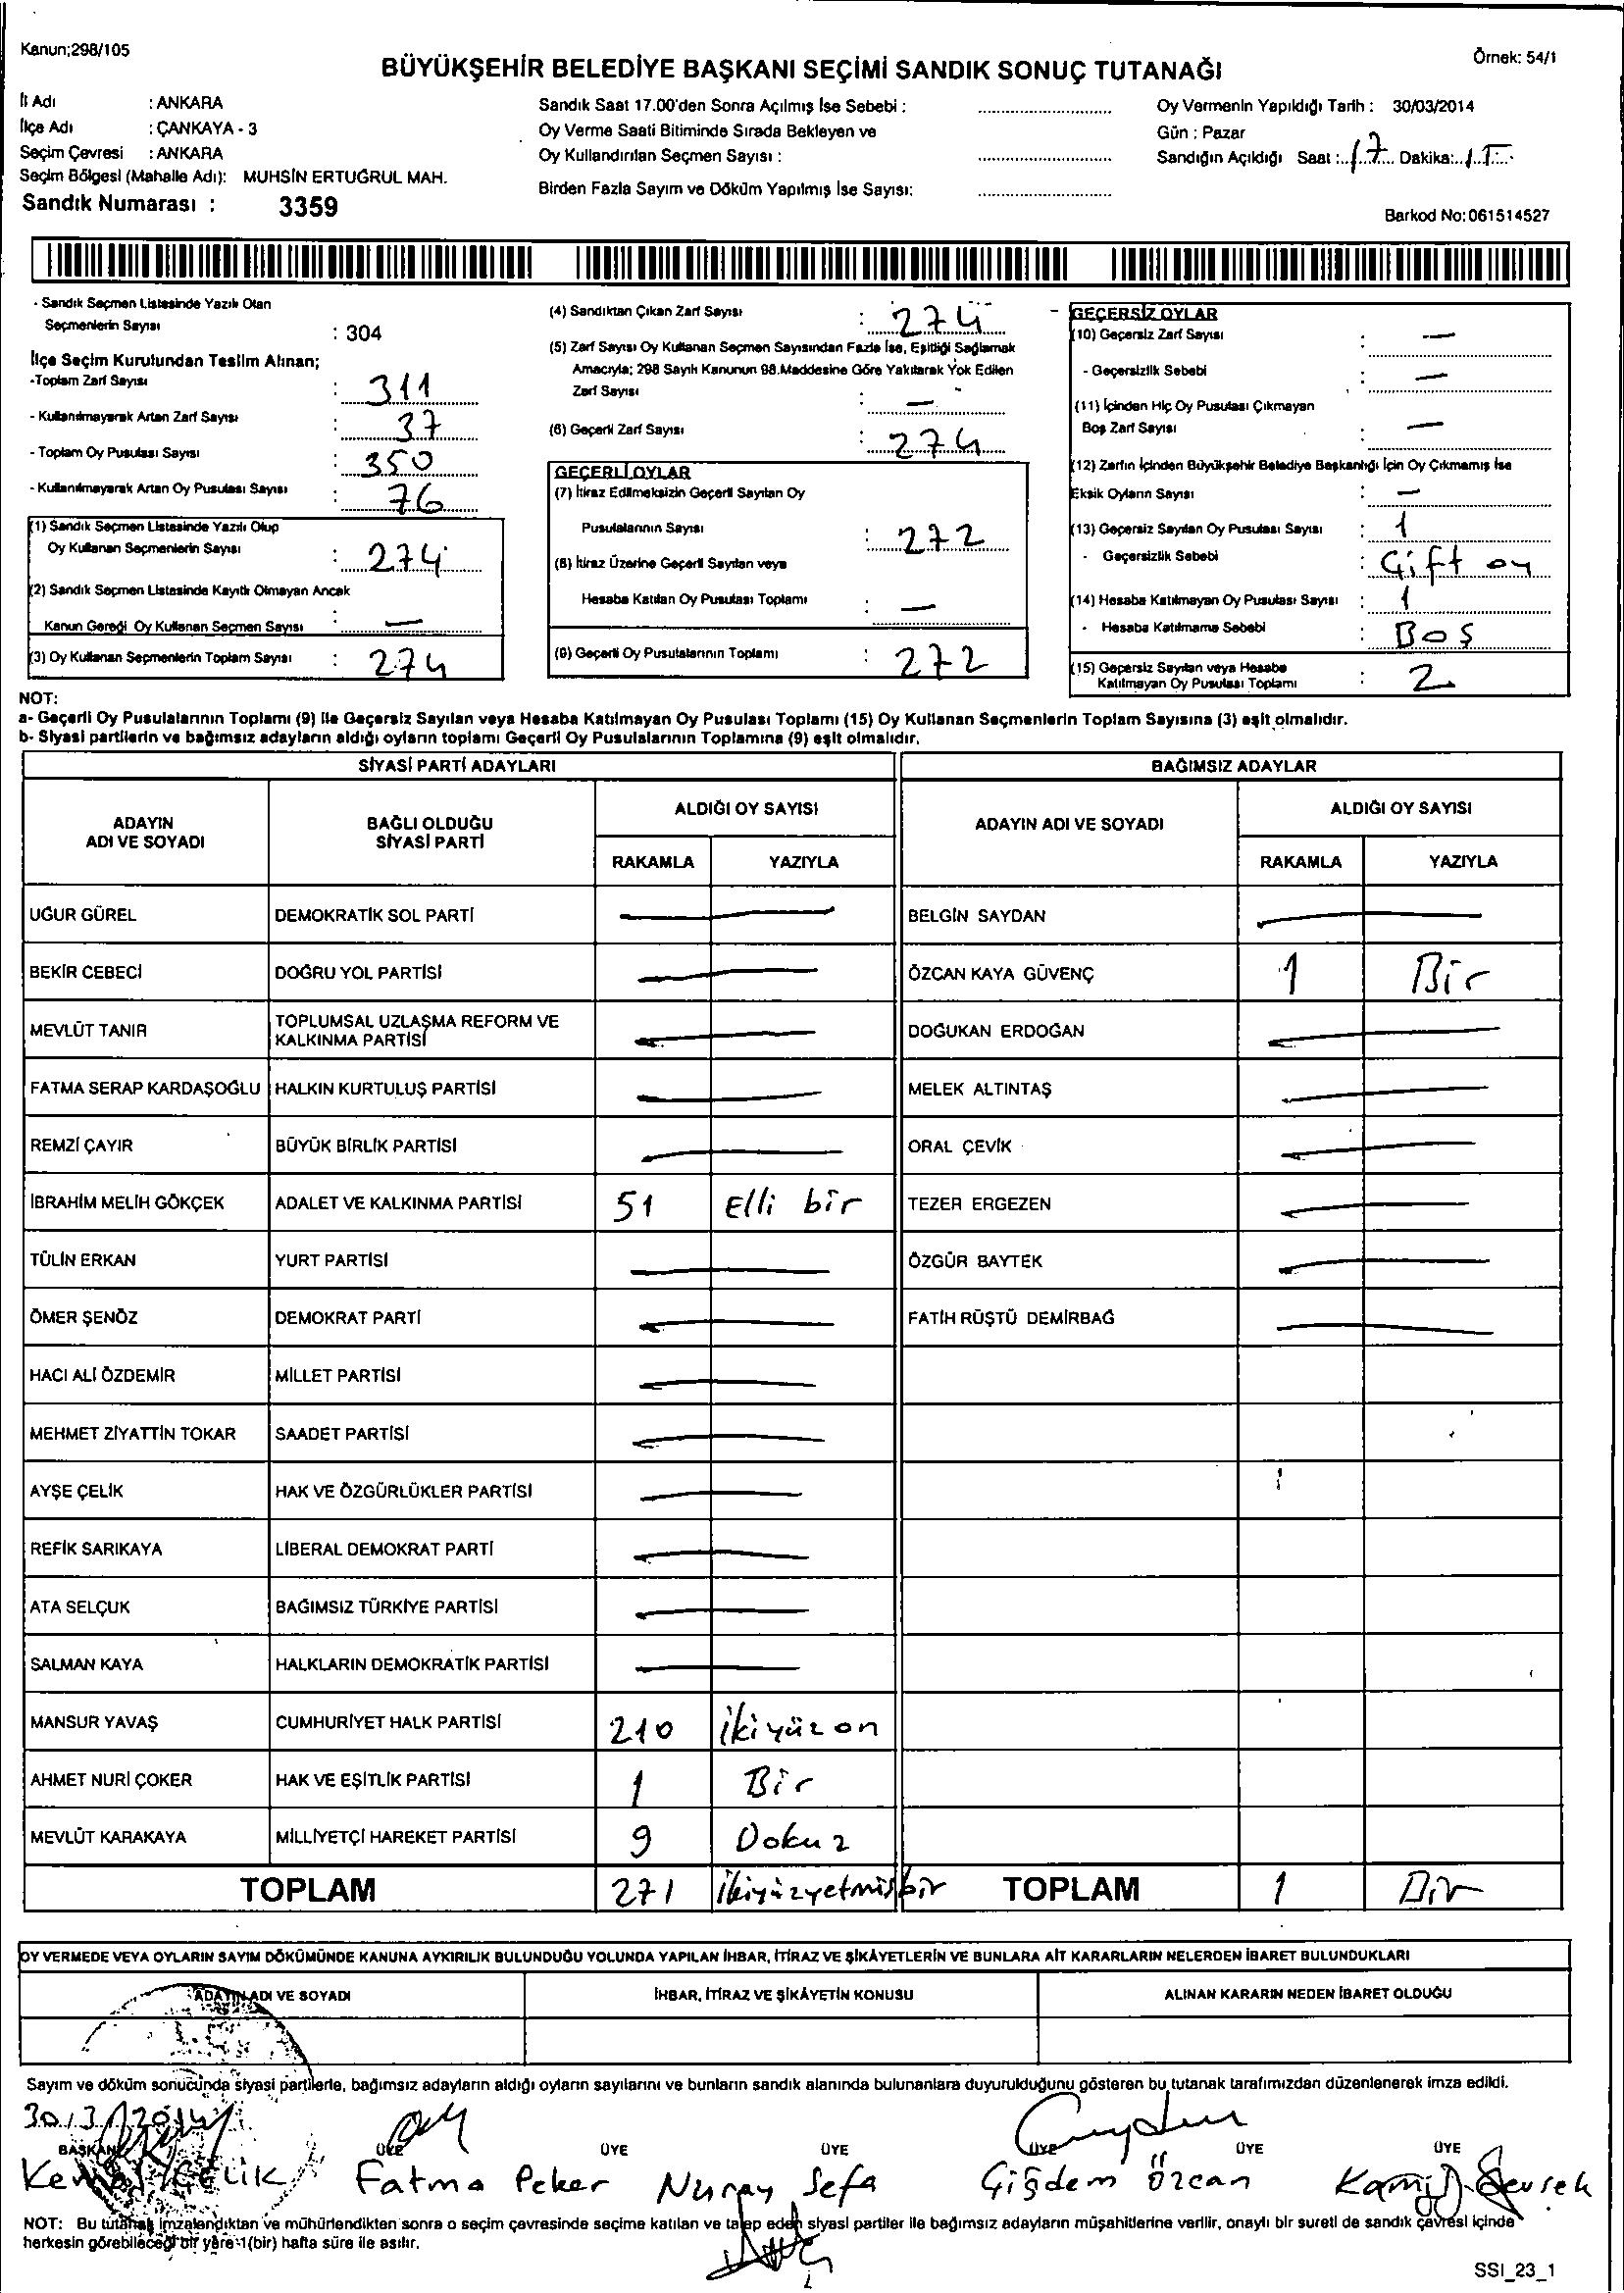 Kanun;298/105
Örnek: 54/1
BÜYÜKŞEHİR BELEDİYE BAŞKANI SEÇİMİ SANDIK SONUÇ TUTANAĞI
İl Adı : ANKARA
İlçe Adı : ÇANKAYA - 3
Seçim Çevresi : ANKARA
Seçim Bölgesi (Mahalle Adı): MUHSİN ERTUĞRUL MAH.
Sandık Numarası : 3359
Sandık Saat 17.00'den Sonra Açılmış İse Sebebi :
Oy Verme Saati Bitiminde Sırada Bekleyen ve
Oy Kullandırılan Seçmen Sayısı :
Birden Fazla Sayım ve Döküm Yapılmış İse Sayısı:
Oy Vermenin Yapıldığı Tarih : 30/03/2014
Gün : Pazar
Sandığın Açıldığı Saat : 17 Dakika: 15
Barkod No: 061514527
- Sandık Seçmen Listesinde Yazılı Olan
Seçmenlerin Sayısı : 304
İlçe Seçim Kurulundan Teslim Alınan;
-Toplam Zarf Sayısı : 311
- Kullanılmayarak Artan Zarf Sayısı : 37
- Toplam Oy Pusulası Sayısı : 350
- Kullanılmayarak Artan Oy Pusulası Sayısı : 76
(1) Sandık Seçmen Listesinde Yazılı Olup
Oy Kullanan Seçmenlerin Sayısı : 274
(2) Sandık Seçmen Listesinde Kayıtlı Olmayan Ancak
Kanun Gereği Oy Kullanan Seçmen Sayısı : —
(3) Oy Kullanan Seçmenlerin Toplam Sayısı : 274
(4) Sandıktan Çıkan Zarf Sayısı : 274
(5) Zarf Sayısı Oy Kullanan Seçmen Sayısından Fazla İse, Eşitliği Sağlamak
Amacıyla; 298 Sayılı Kanunun 98.Maddesine Göre Yakılarak Yok Edilen
Zarf Sayısı : —
(6) Geçerli Zarf Sayısı : 274
GEÇERLİ OYLAR
(7) İtiraz Edilmeksizin Geçerli Sayılan Oy
Pusulalarının Sayısı : 272
(8) İtiraz Üzerine Geçerli Sayılan veya
Hesaba Katılan Oy Pusulası Toplamı : —
(9) Geçerli Oy Pusulalarının Toplamı : 272
GEÇERSİZ OYLAR
(10) Geçersiz Zarf Sayısı : —
- Geçersizlik Sebebi : —
(11) İçinden Hiç Oy Pusulası Çıkmayan
Boş Zarf Sayısı : —
(12) Zarfın İçinden Büyükşehir Belediye Başkanlığı İçin Oy Çıkmamış İse
Eksik Oyların Sayısı : —
(13) Geçersiz Sayılan Oy Pusulası Sayısı : 1
- Geçersizlik Sebebi : Çift oy
(14) Hesaba Katılmayan Oy Pusulası Sayısı : 1
- Hesaba Katılmama Sebebi : Boş
(15) Geçersiz Sayılan veya Hesaba
Katılmayan Oy Pusulası Toplamı : 2
NOT:
a- Geçerli Oy Pusulalarının Toplamı (9) ile Geçersiz Sayılan veya Hesaba Katılmayan Oy Pusulası Toplamı (15) Oy Kullanan Seçmenlerin Toplam Sayısına (3) eşit olmalıdır.
b- Siyasi partilerin ve bağımsız adayların aldığı oyların toplamı Geçerli Oy Pusulalarının Toplamına (9) eşit olmalıdır.
SİYASİ PARTİ ADAYLARI BAĞIMSIZ ADAYLAR
ADAYIN ADI VE SOYADI BAĞLI OLDUĞU SİYASİ PARTİ ALDIĞI OY SAYISI ADAYIN ADI VE SOYADI ALDIĞI OY SAYISI
RAKAMLA YAZIYLA RAKAMLA YAZIYLA
UĞUR GÜREL DEMOKRATİK SOL PARTİ — BELGİN SAYDAN —
BEKİR CEBECİ DOĞRU YOL PARTİSİ — ÖZCAN KAYA GÜVENÇ 1 Bir
MEVLÜT TANIR TOPLUMSAL UZLAŞMA REFORM VE KALKINMA PARTİSİ — DOĞUKAN ERDOĞAN —
FATMA SERAP KARDAŞOĞLU HALKIN KURTULUŞ PARTİSİ — MELEK ALTINTAŞ —
REMZİ ÇAYIR BÜYÜK BİRLİK PARTİSİ — ORAL ÇEVİK —
İBRAHİM MELİH GÖKÇEK ADALET VE KALKINMA PARTİSİ 51 Elli bir TEZER ERGEZEN —
TÜLİN ERKAN YURT PARTİSİ — ÖZGÜR BAYTEK —
ÖMER ŞENÖZ DEMOKRAT PARTİ — FATİH RÜŞTÜ DEMİRBAĞ —
HACI ALİ ÖZDEMİR MİLLET PARTİSİ —
MEHMET ZİYATTİN TOKAR SAADET PARTİSİ —
AYŞE ÇELİK HAK VE ÖZGÜRLÜKLER PARTİSİ —
REFİK SARIKAYA LİBERAL DEMOKRAT PARTİ —
ATA SELÇUK BAĞIMSIZ TÜRKİYE PARTİSİ —
SALMAN KAYA HALKLARIN DEMOKRATİK PARTİSİ —
MANSUR YAVAŞ CUMHURİYET HALK PARTİSİ 210 ikiyüz on
AHMET NURİ ÇOKER HAK VE EŞİTLİK PARTİSİ 1 Bir
MEVLÜT KARAKAYA MİLLİYETÇİ HAREKET PARTİSİ 9 Dokuz
TOPLAM 271 ikiyüzyetmişbir TOPLAM 1 Bir
OY VERMEDE VEYA OYLARIN SAYIM DÖKÜMÜNDE KANUNA AYKIRILIK BULUNDUĞU YOLUNDA YAPILAN İHBAR, İTİRAZ VE ŞİKÂYETLERİN VE BUNLARA AİT KARARLARIN NELERDEN İBARET BULUNDUKLARI
ADAYIN ADI VE SOYADI İHBAR, İTİRAZ VE ŞİKÂYETİN KONUSU ALINAN KARARIN NEDEN İBARET OLDUĞU
Sayım ve döküm sonucunda siyasi partilerle, bağımsız adayların aldığı oyların sayılarını ve bunların sandık alanında bulunanlara duyurulduğunu gösteren bu tutanak tarafımızdan düzenlenerek imza edildi.
30/3/2014
BAŞKAN ÜYE ÜYE ÜYE ÜYE ÜYE ÜYE
Kemal Çelik Fatma Peker Nuray Sefa Çiğdem Özcan
NOT: Bu tutanak imzalandıktan ve mühürlendikten sonra o seçim çevresinde seçime katılan ve talep eden siyasi partiler ile bağımsız adayların müşahitlerine verilir, onaylı bir sureti de sandık çevresi içinde
herkesin görebileceği bir yere 1(bir) hafta süre ile asılır.
SSI_23_1